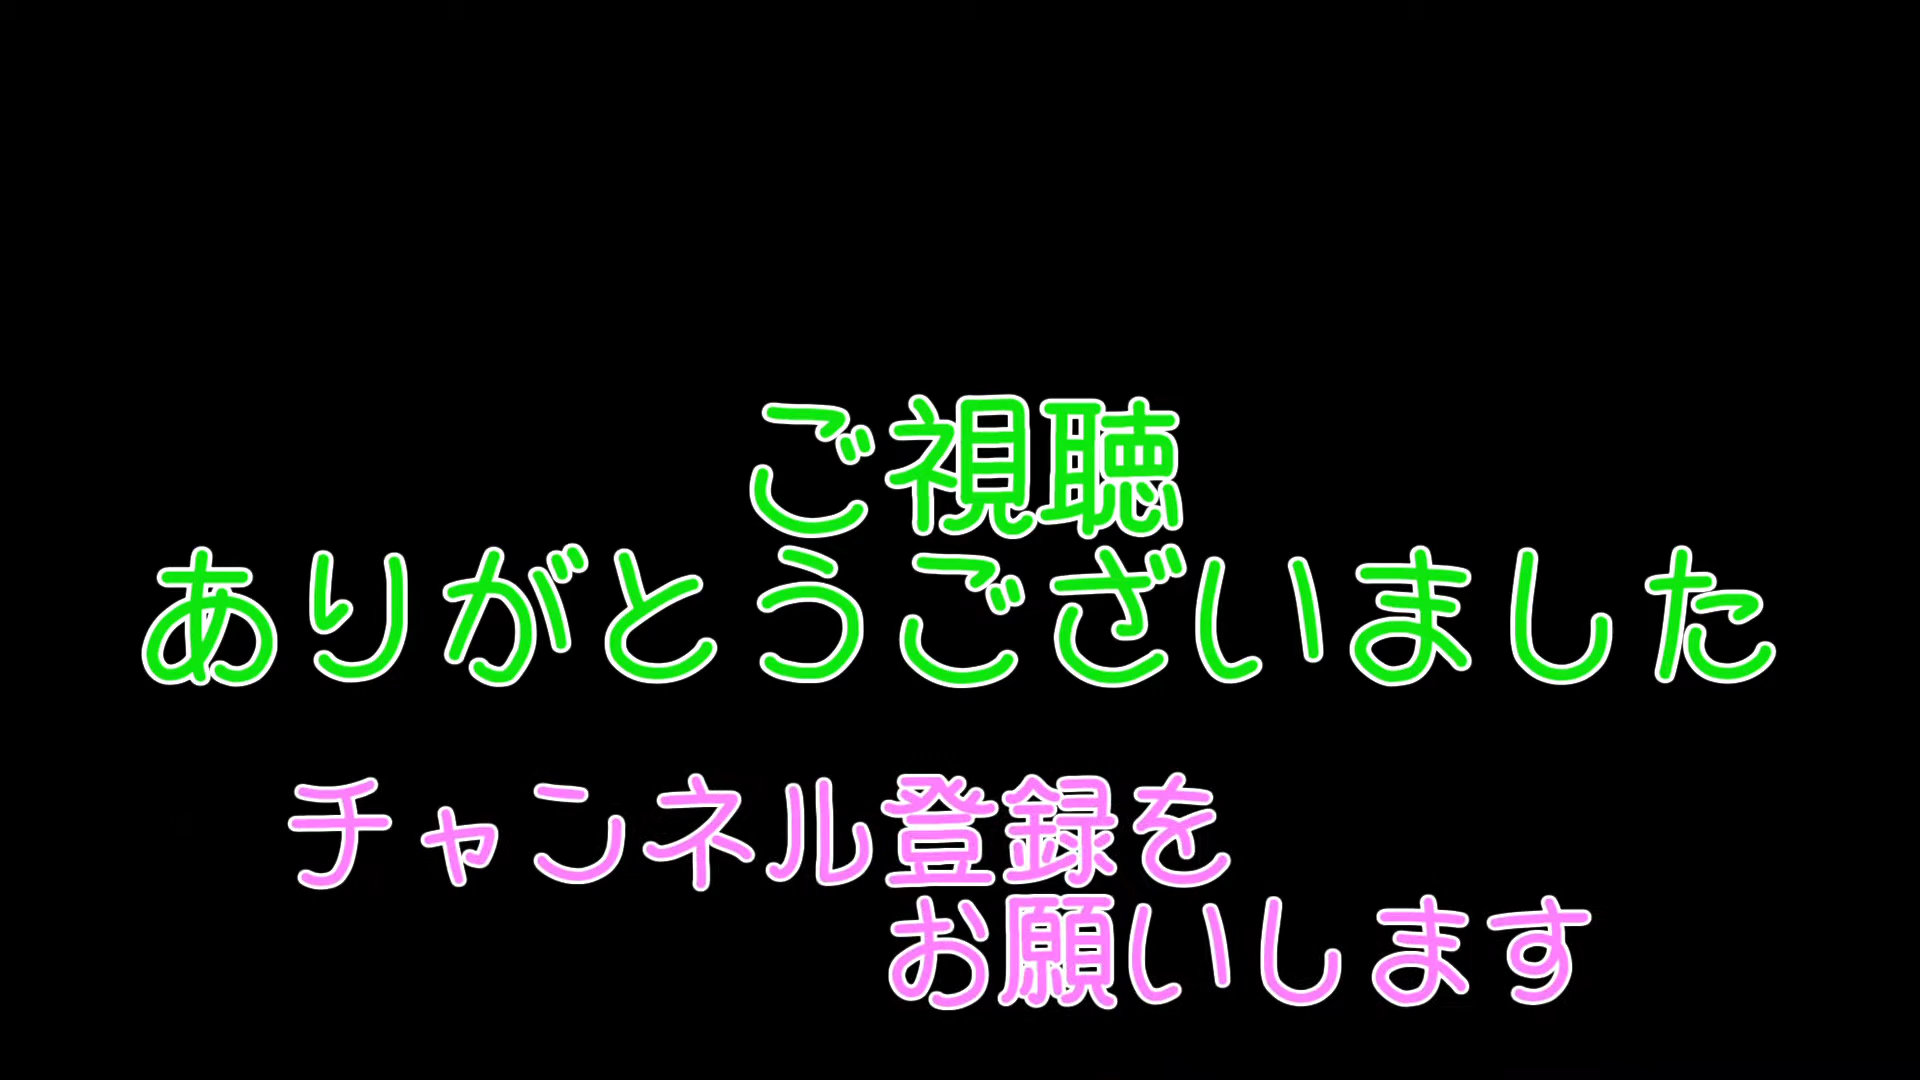 ご視聴
ありがとうございました
チャンネル登録を
お願いします